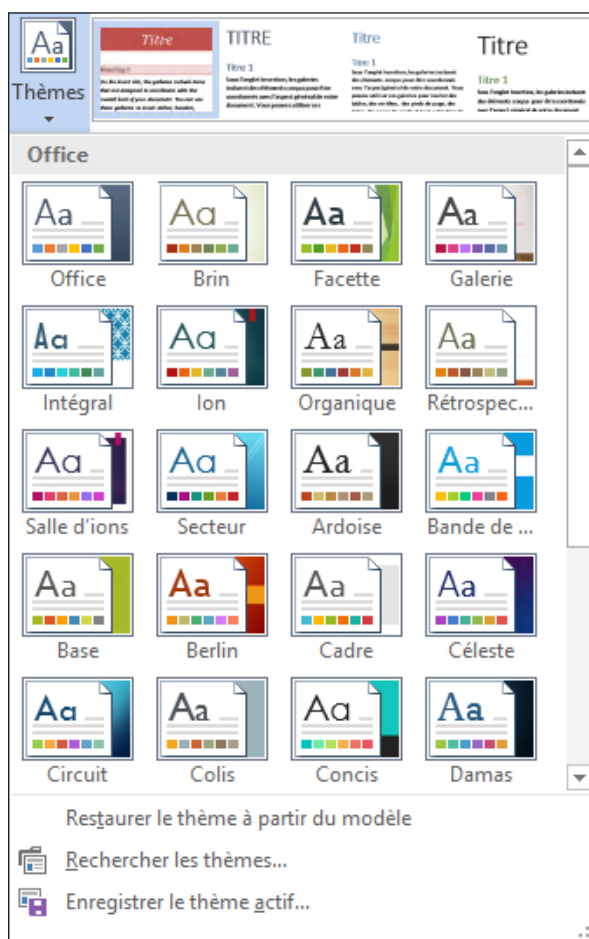 Aa
Thèmes
Titre
TITRE
Titre 1
Titre
Titre 1
Titre
Titre 1
Office
Aa Aa Aa Aa
Office Brin Facette Galerie
Aa Aa Aa Aa
Intégral Ion Organique Rétrospec...
Aa Aa Aa Aa
Salle d'ions Secteur Ardoise Bande de ...
Aa Aa Aa Aa
Base Berlin Cadre Céleste
Aa Aa Aa Aa
Circuit Colis Concis Damas
Restaurer le thème à partir du modèle
Rechercher les thèmes...
Enregistrer le thème actif...